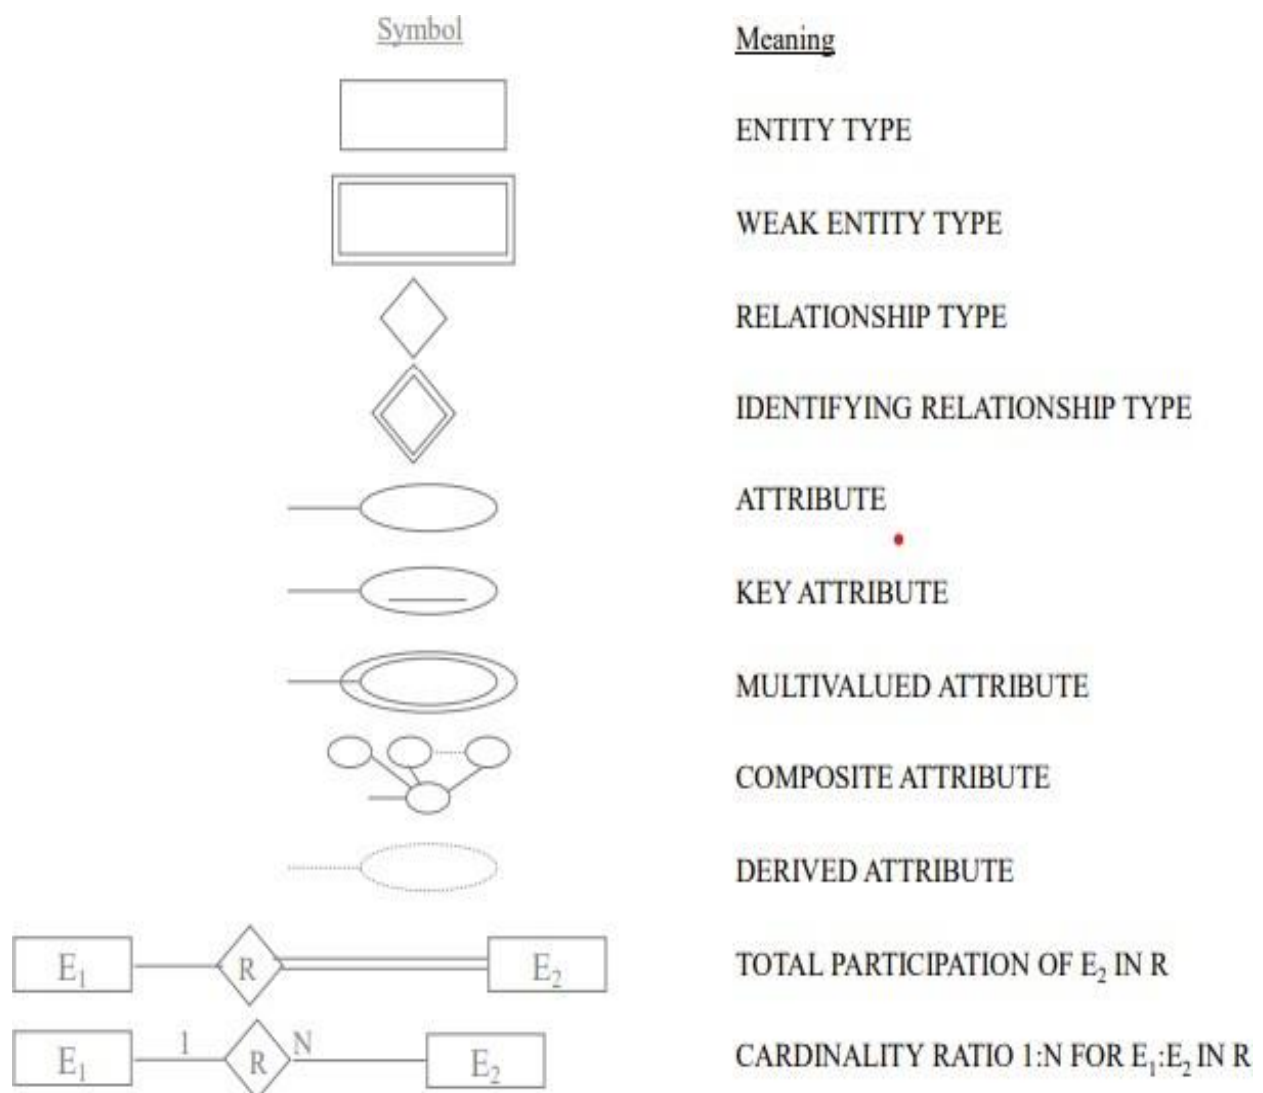 Symbol Meaning
ENTITY TYPE
WEAK ENTITY TYPE
RELATIONSHIP TYPE
IDENTIFYING RELATIONSHIP TYPE
ATTRIBUTE
KEY ATTRIBUTE
MULTIVALUED ATTRIBUTE
COMPOSITE ATTRIBUTE
DERIVED ATTRIBUTE
E₁ R E₂ TOTAL PARTICIPATION OF E₂ IN R
E₁ 1 R N E₂ CARDINALITY RATIO 1:N FOR E₁:E₂ IN R